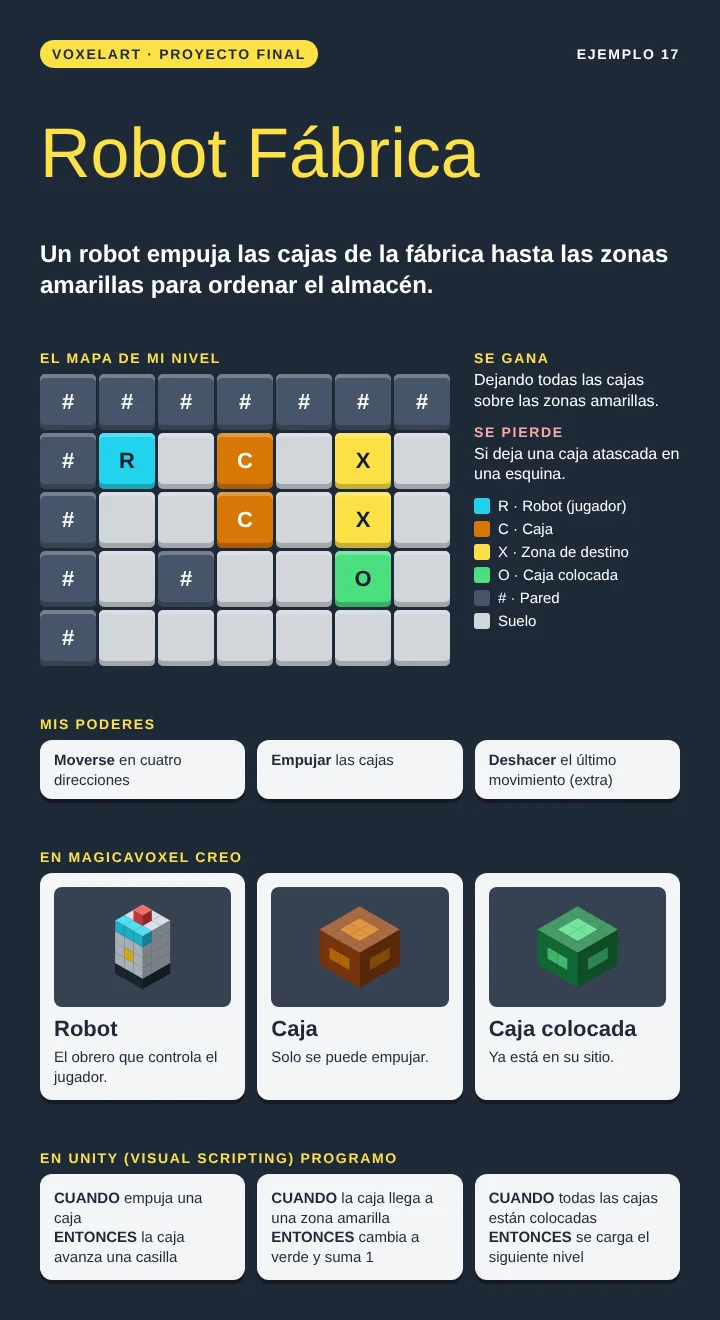 VOXELART · PROYECTO FINAL
EJEMPLO 17
Robot Fábrica
Un robot empuja las cajas de la fábrica hasta las zonas
amarillas para ordenar el almacén.
EL MAPA DE MI NIVEL
# # # # # # #
# R C X
# C X
# # O
#
SE GANA
Dejando todas las cajas
sobre las zonas amarillas.
SE PIERDE
Si deja una caja atascada en
una esquina.
R · Robot (jugador)
C · Caja
X · Zona de destino
O · Caja colocada
# · Pared
Suelo
MIS PODERES
Moverse en cuatro
direcciones
Empujar las cajas
Deshacer el último
movimiento (extra)
EN MAGICAVOXEL CREO
Robot
El obrero que controla el
jugador.
Caja
Solo se puede empujar.
Caja colocada
Ya está en su sitio.
EN UNITY (VISUAL SCRIPTING) PROGRAMO
CUANDO empuja una
caja
ENTONCES la caja
avanza una casilla
CUANDO la caja llega a
una zona amarilla
ENTONCES cambia a
verde y suma 1
CUANDO todas las cajas
están colocadas
ENTONCES se carga el
siguiente nivel